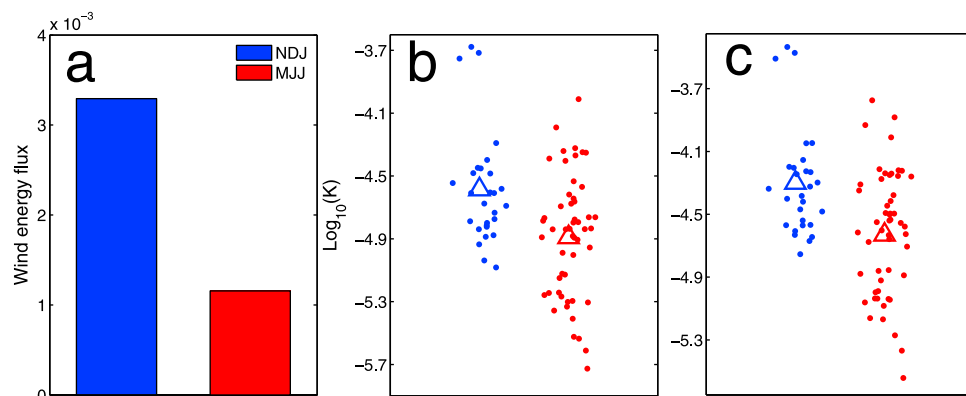 x 10⁻³
4
3
2
1
0
Wind energy flux
a
NDJ
MJJ
b
−3.7
−4.1
−4.5
−4.9
−5.3
−5.7
Log₁₀(K)
c
−3.7
−4.1
−4.5
−4.9
−5.3